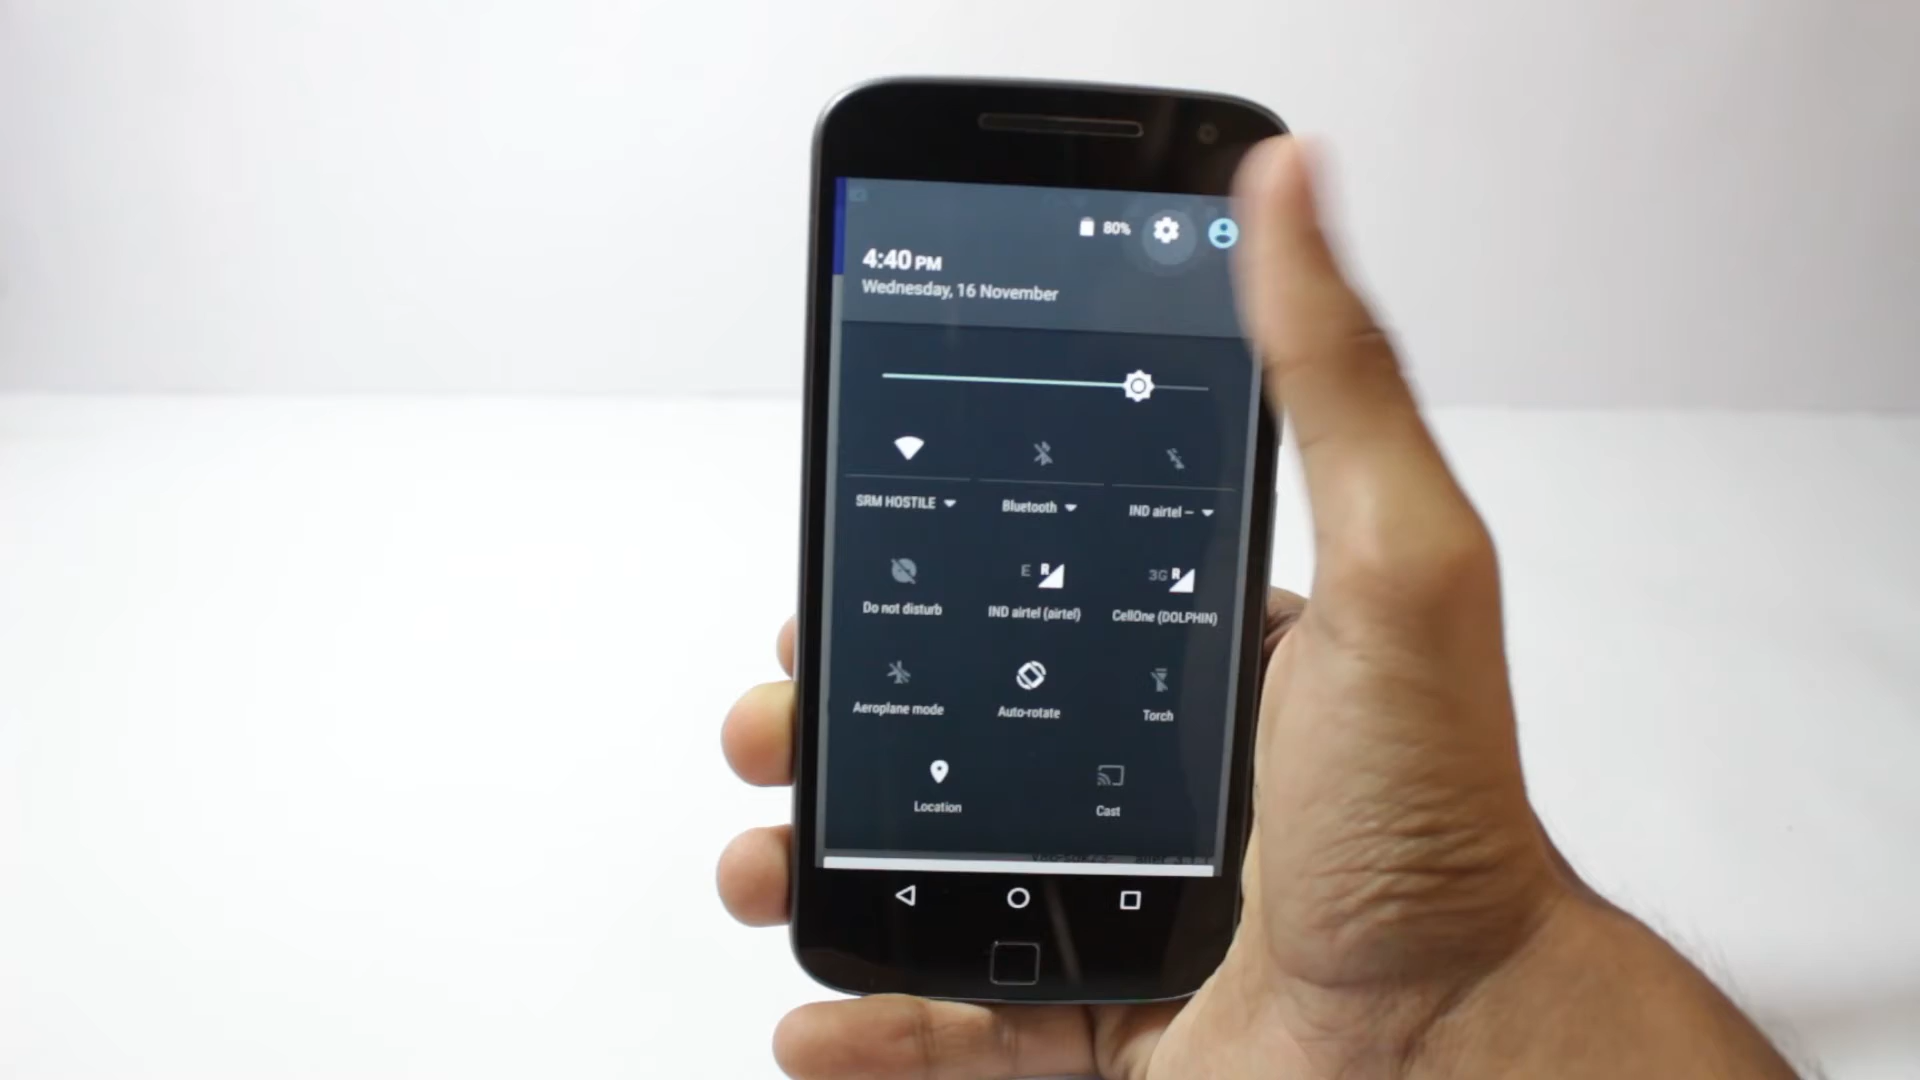 80%
4:40 PM
Wednesday, 16 November
SRM HOSTILE
Bluetooth
IND airtel –
E R
3G R
Do not disturb
IND airtel (airtel)
CellOne (DOLPHIN)
Aeroplane mode
Auto-rotate
Torch
Location
Cast